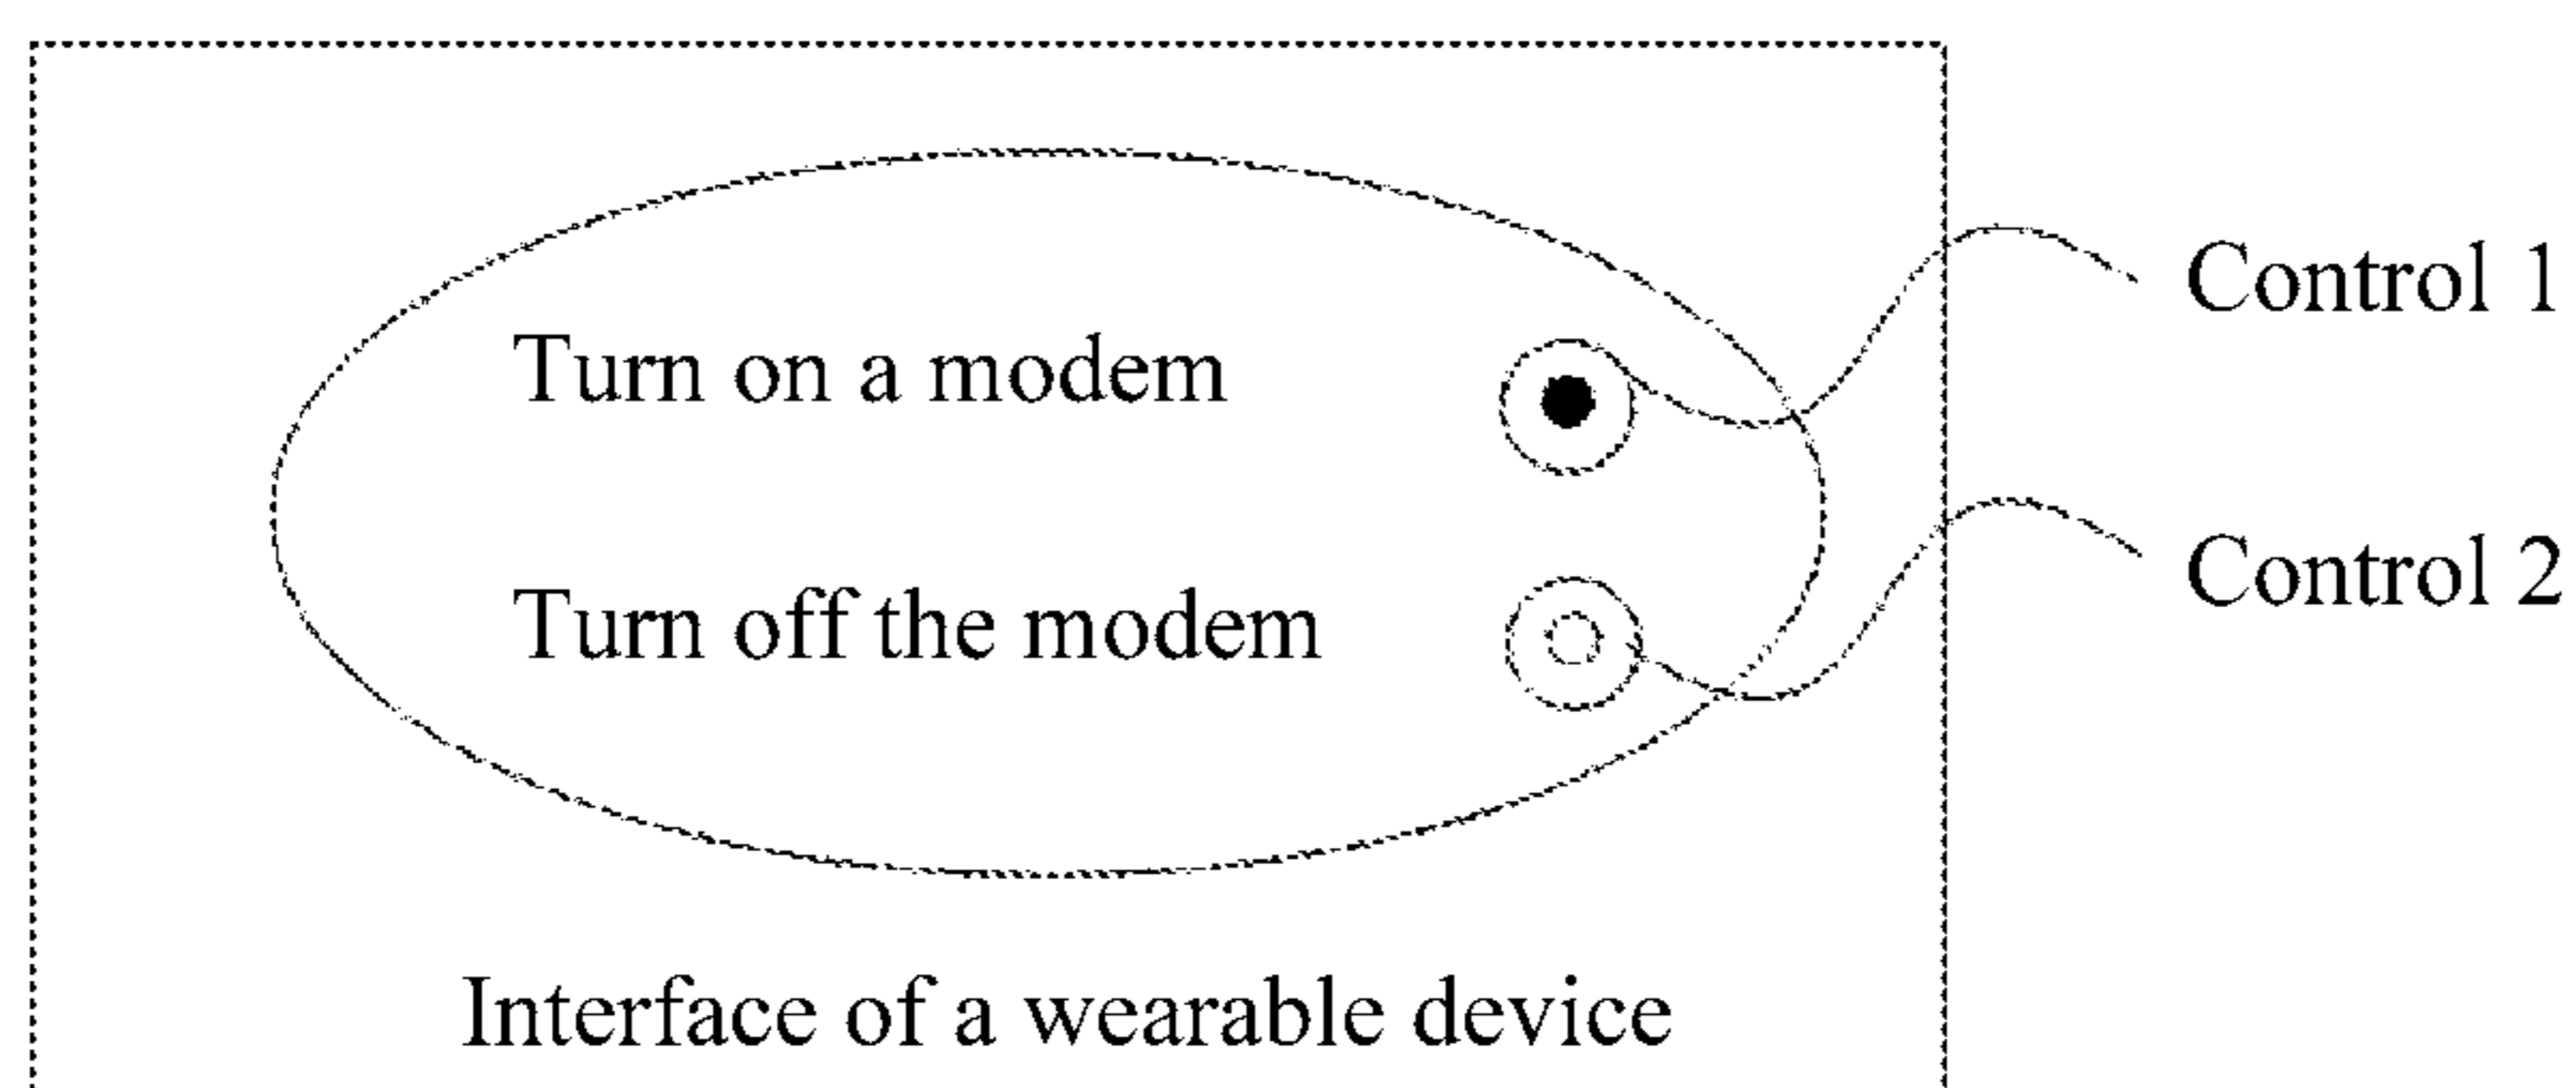 Turn on a modem
Control 1
Turn off the modem
Control 2
Interface of a wearable device